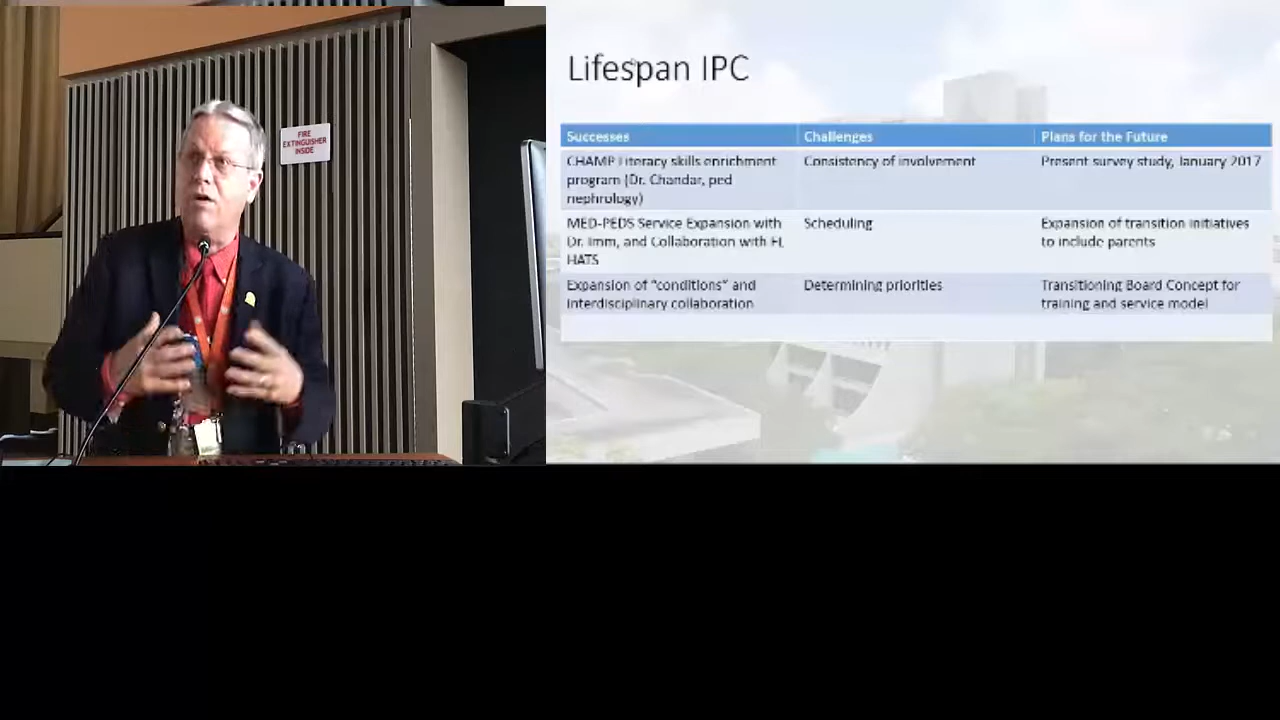 FIRE
EXTINGUISHER
INSIDE
Lifespan IPC
Successes
Challenges
Plans for the Future
CHAMP Literacy skills enrichment
program (Dr. Chandar, ped
nephrology)
Consistency of involvement
Present survey study, January 2017
MED-PEDS Service Expansion with
Dr. Imm, and Collaboration with FL
HATS
Scheduling
Expansion of transition initiatives
to include parents
Expansion of "conditions" and
interdisciplinary collaboration
Determining priorities
Transitioning Board Concept for
training and service model